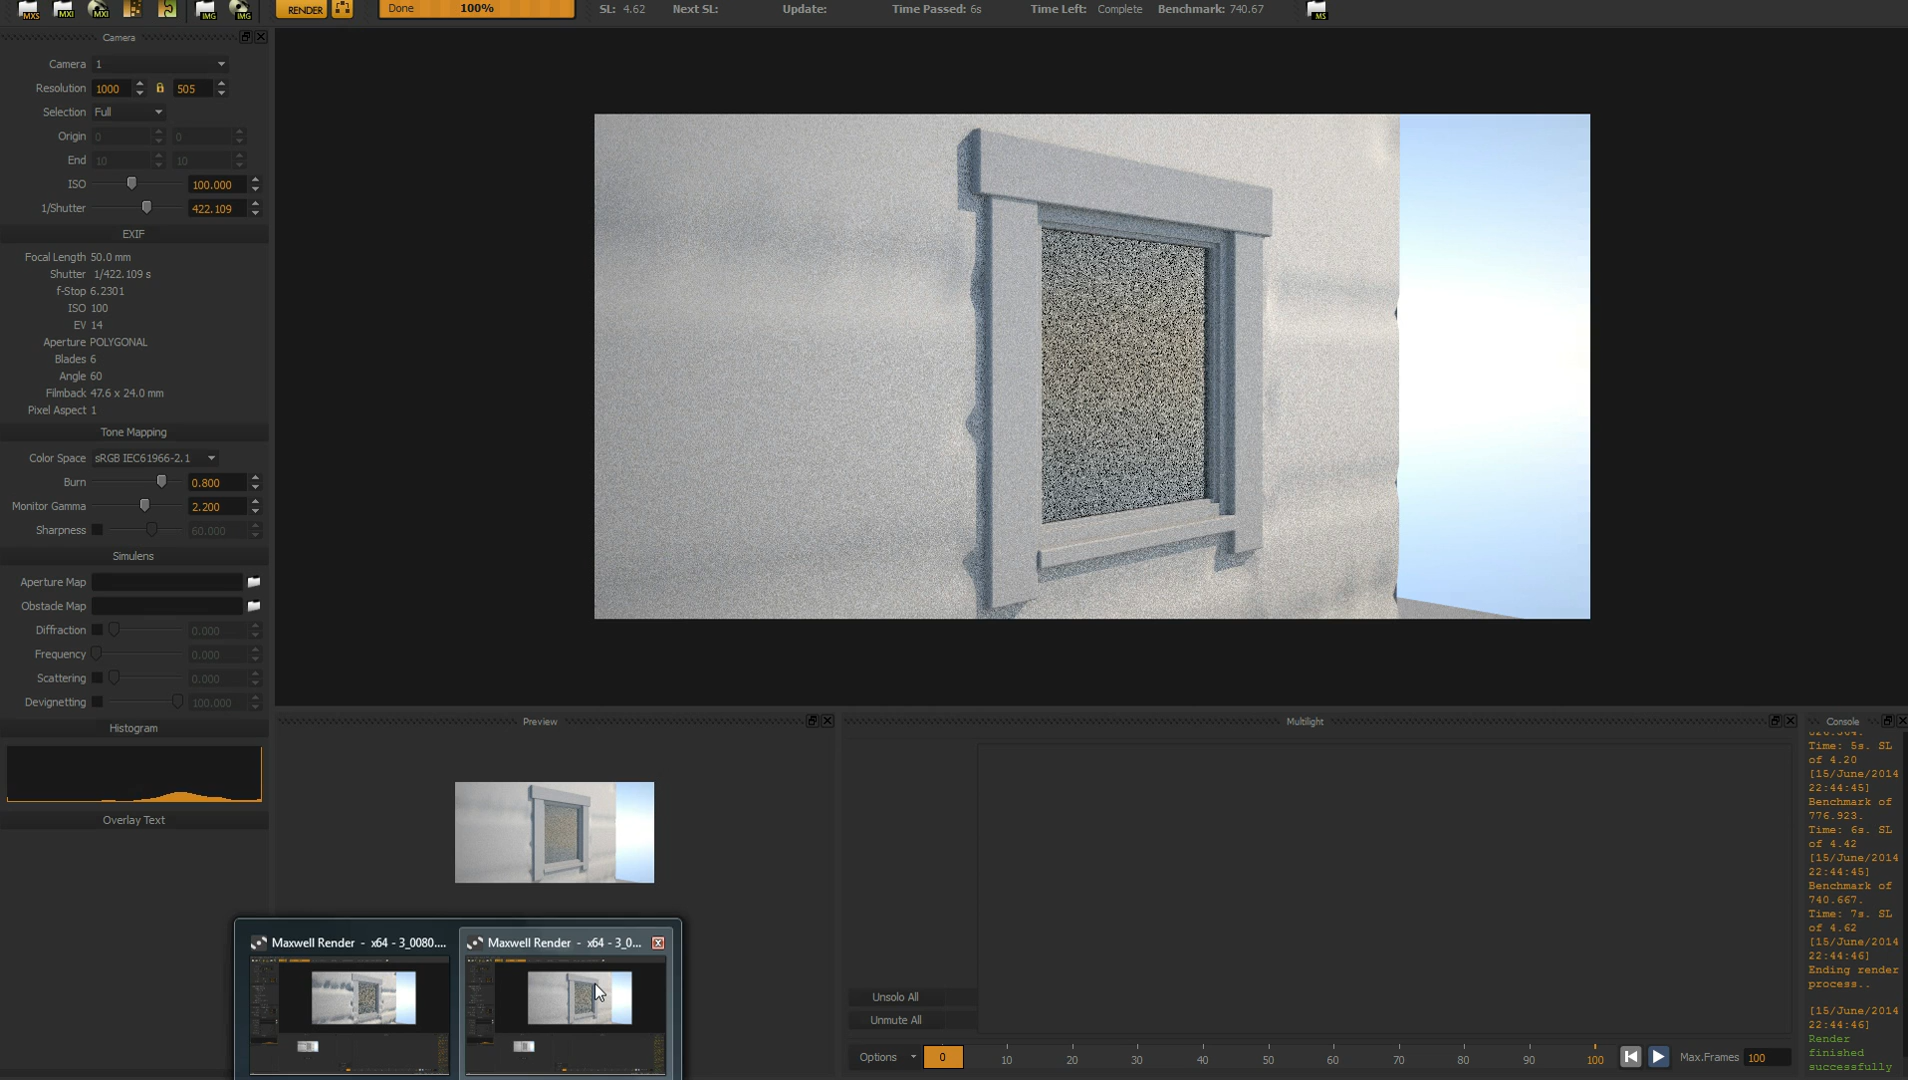 MXS MXI MXI IMG IMG RENDER Done 100% SL: 4.62 Next SL: Update: Time Passed: 6s Time Left: Complete Benchmark: 740.67 MS
Camera
Camera 1
Resolution 1000 505
Selection Full
Origin 0 0
End 10 10
ISO 100.000
1/Shutter 422.109
EXIF
Focal Length 50.0 mm
Shutter 1/422.109 s
f-Stop 6.2301
ISO 100
EV 14
Aperture POLYGONAL
Blades 6
Angle 60
Filmback 47.6 x 24.0 mm
Pixel Aspect 1
Tone Mapping
Color Space sRGB IEC61966-2.1
Burn 0.800
Monitor Gamma 2.200
Sharpness 60.000
Simulens
Aperture Map
Obstacle Map
Diffraction 0.000
Frequency 0.000
Scattering 0.000
Devignetting 100.000
Histogram
Overlay Text
Preview
Maxwell Render - x64 - 3_0080....
Maxwell Render - x64 - 3_0...
Multilight
Unsolo All
Unmute All
Options 0 10 20 30 40 50 60 70 80 90 100 Max.Frames 100
Console
Time: 5s. SL
of 4.20
[15/June/2014
22:44:45]
Benchmark of
776.923.
Time: 6s. SL
of 4.42
[15/June/2014
22:44:45]
Benchmark of
740.667.
Time: 7s. SL
of 4.62
[15/June/2014
22:44:46]
Ending render
process..
[15/June/2014
22:44:46]
Render
finished
successfully